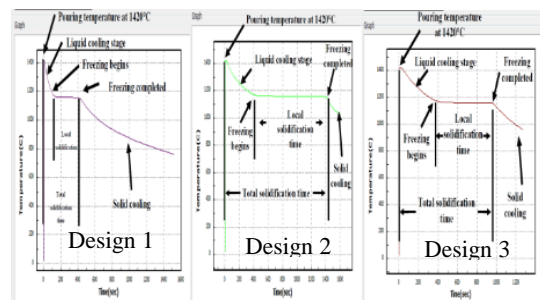 Graph
Pouring temperature at 1420°C
Liquid cooling stage
Freezing begins
Freezing completed
Local
solidification
time
Total
solidification
time
Solid cooling
Design 1
Temperature(C)
Time(sec)
Graph
Pouring temperature at 1420°C
Liquid cooling stage
Freezing
completed
Freezing
begins
Local
solidification
time
Solid
cooling
Total solidification time
Design 2
Temperature(C)
Time(sec)
Graph
Pouring temperature
at 1420°C
Liquid cooling stage
Freezing
completed
Freezing
begins
Local
solidification
time
Total solidification
time
Solid
cooling
Design 3
Temperature(C)
Time(sec)